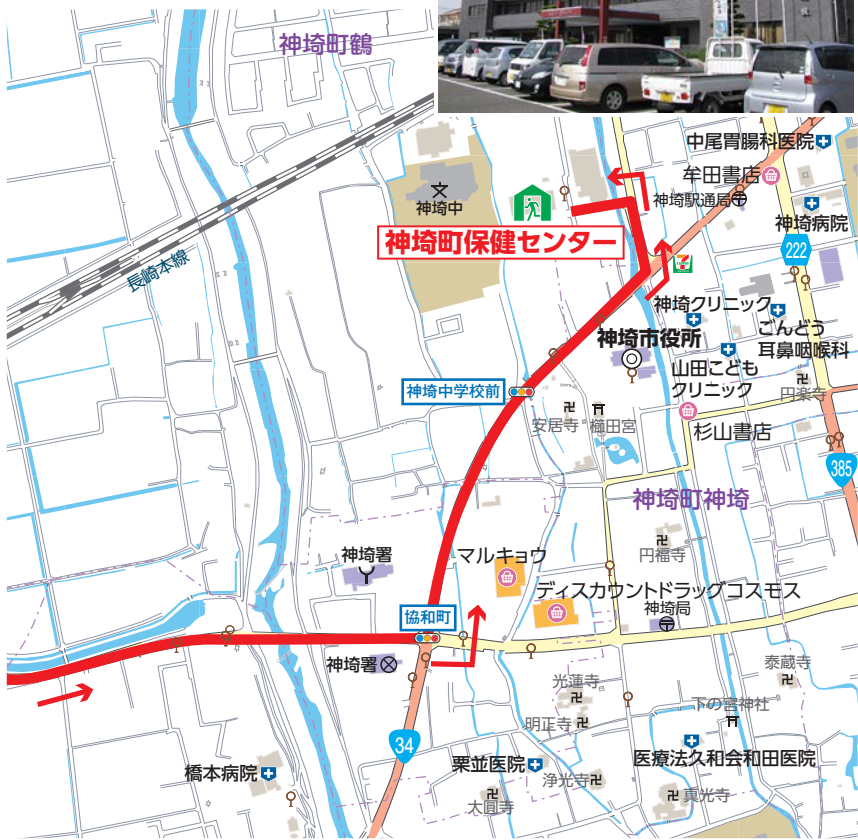 神埼町鶴
中尾胃腸科医院
牟田書店
神埼駅通局
神埼病院
神埼中
神埼町保健センター
長崎本線
222
神埼クリニック
ごんどう
耳鼻咽喉科
神埼市役所
山田こども
クリニック
円楽寺
神埼中学校前
安居寺
櫛田宮
杉山書店
385
神埼町神埼
円福寺
神埼署
マルキョウ
ディスカウントドラッグコスモス
神埼局
協和町
神埼署
泰蔵寺
光蓮寺
下の宮神社
明正寺
34
栗並医院
医療法久和会和田医院
橋本病院
浄光寺
太圓寺
真光寺